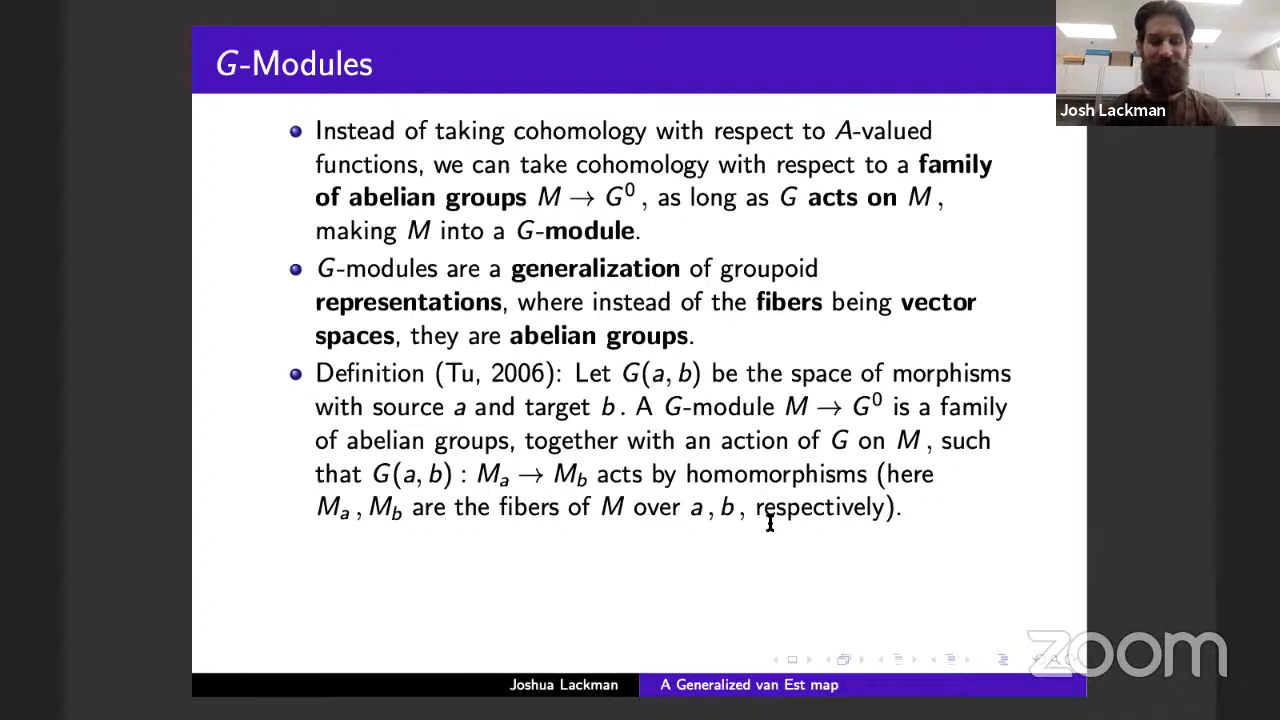 G-Modules
Josh Lackman
Instead of taking cohomology with respect to A-valued
functions, we can take cohomology with respect to a family
of abelian groups M → G⁰ , as long as G acts on M ,
making M into a G-module.
G-modules are a generalization of groupoid
representations, where instead of the fibers being vector
spaces, they are abelian groups.
Definition (Tu, 2006): Let G(a, b) be the space of morphisms
with source a and target b . A G-module M → G⁰ is a family
of abelian groups, together with an action of G on M , such
that G(a, b) : Mₐ → M_b acts by homomorphisms (here
Mₐ , M_b are the fibers of M over a , b , respectively).
zoom
Joshua Lackman
A Generalized van Est map